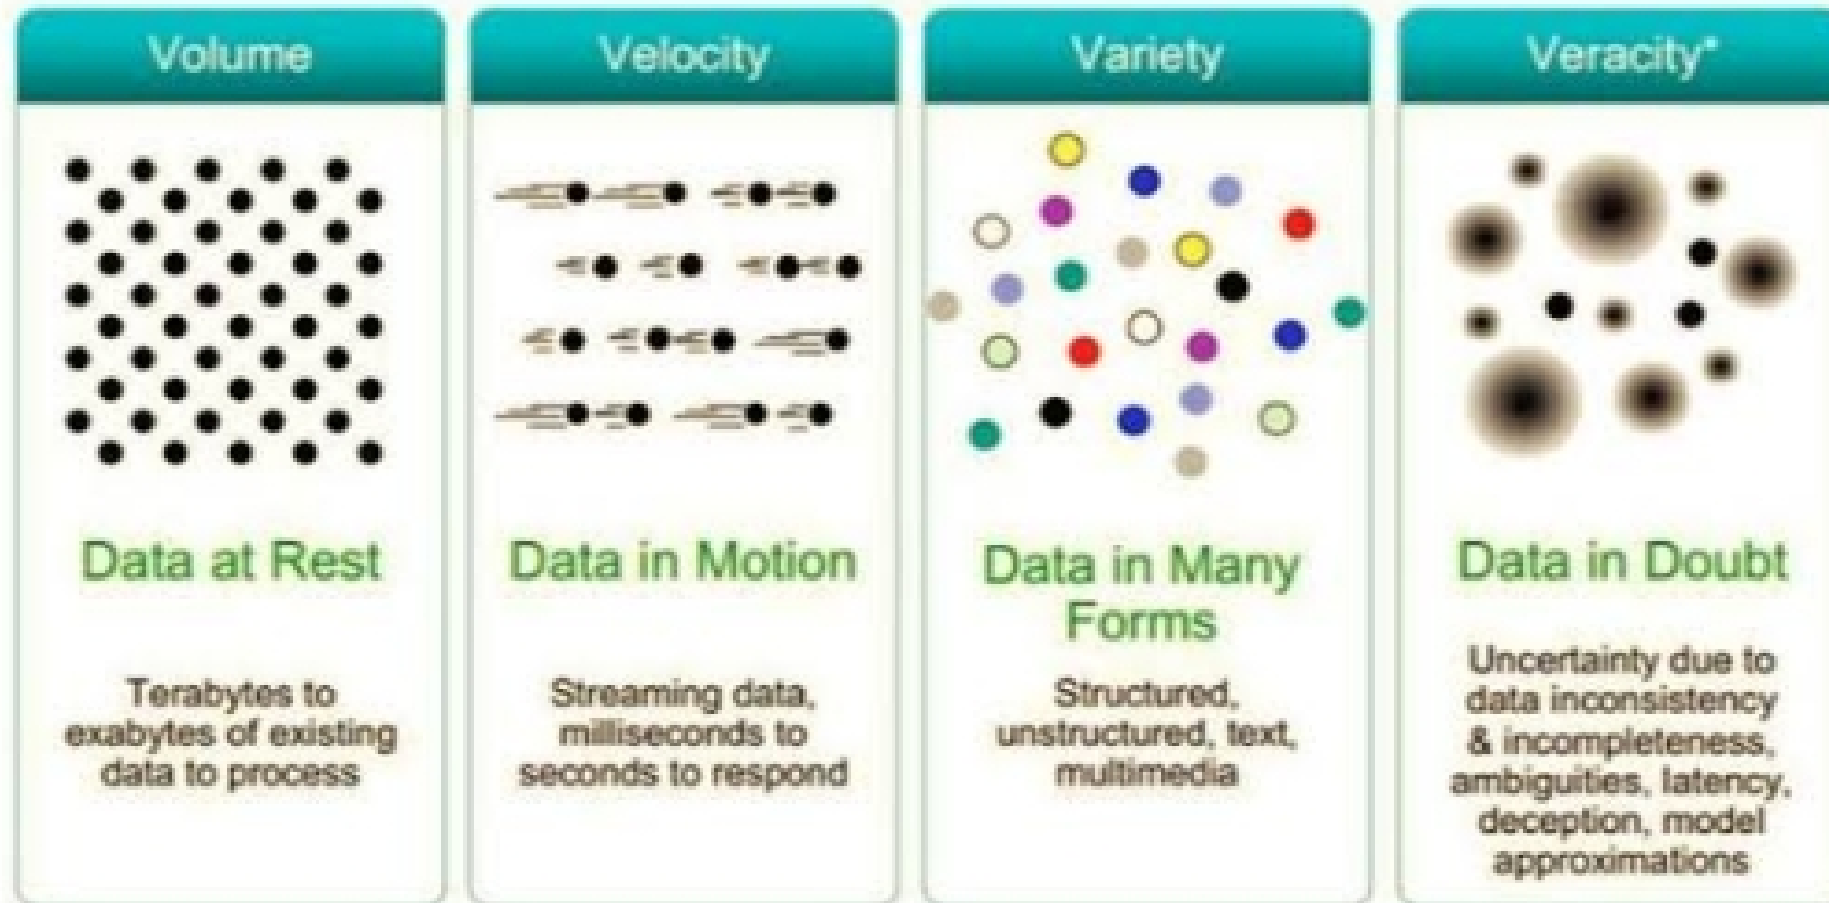 Volume
Data at Rest
Terabytes to
exabytes of existing
data to process
Velocity
Data in Motion
Streaming data,
milliseconds to
seconds to respond
Variety
Data in Many
Forms
Structured,
unstructured, text,
multimedia
Veracity*
Data in Doubt
Uncertainty due to
data inconsistency
& incompleteness,
ambiguities, latency,
deception, model
approximations